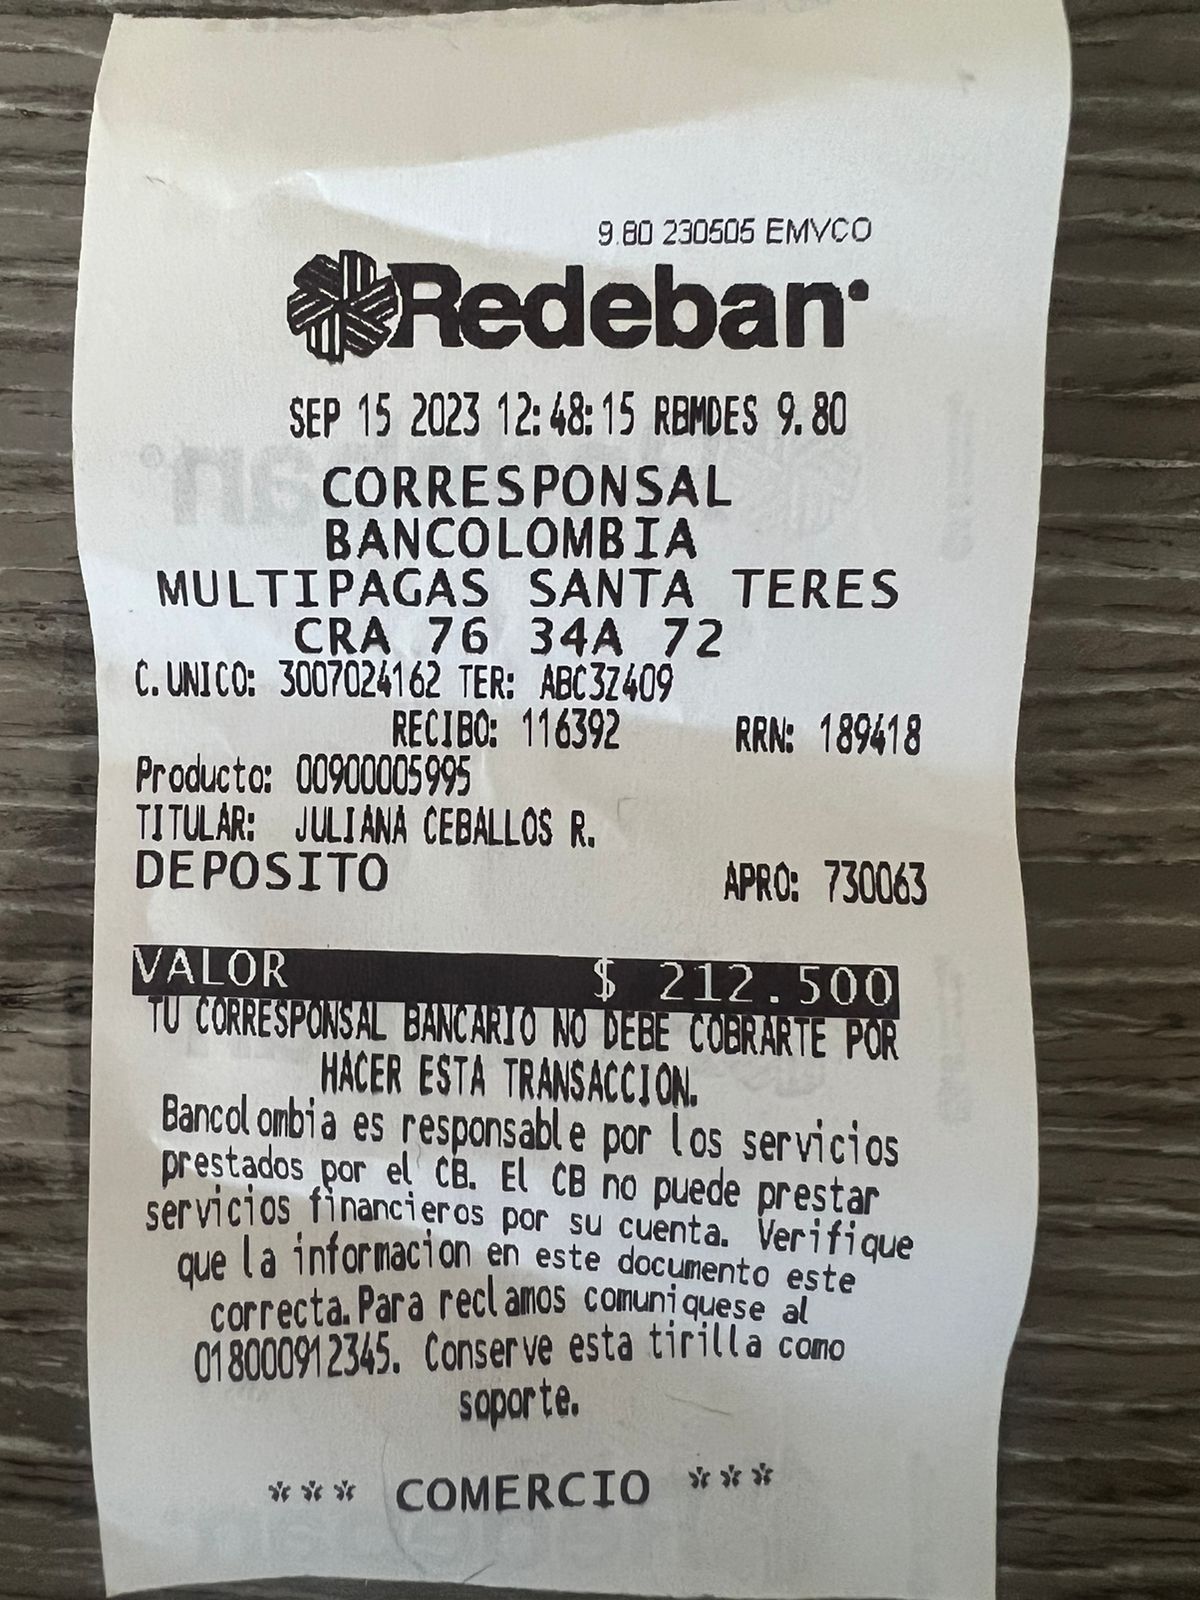 9.80 230505 EMVCO
Redeban
SEP 15 2023 12:48:15 RBMDES 9.80
CORRESPONSAL
BANCOLOMBIA
MULTIPAGAS SANTA TERES
CRA 76 34A 72
C.UNICO: 3007024162 TER: ABC3Z409
RECIBO: 116392 RRN: 189418
Producto: 00900005995
TITULAR: JULIANA CEBALLOS R.
DEPOSITO APRO: 730063
VALOR $ 212.500
TU CORRESPONSAL BANCARIO NO DEBE COBRARTE POR
HACER ESTA TRANSACCION.
Bancolombia es responsable por los servicios
prestados por el CB. El CB no puede prestar
servicios financieros por su cuenta. Verifique
que la informacion en este documento este
correcta.Para reclamos comuniquese al
018000912345. Conserve esta tirilla como
soporte.
*** COMERCIO ***